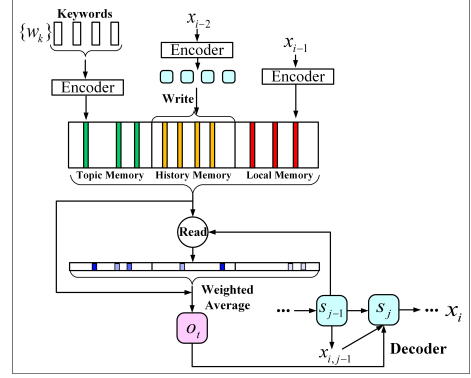 Keywords
{w_k}
x_{i-2}
x_{i-1}
Encoder
Encoder
Encoder
Write
Topic Memory
History Memory
Local Memory
Read
Weighted
Average
o_t
...
s_{j-1}
s_j
... x_i
x_{i,j-1}
Decoder